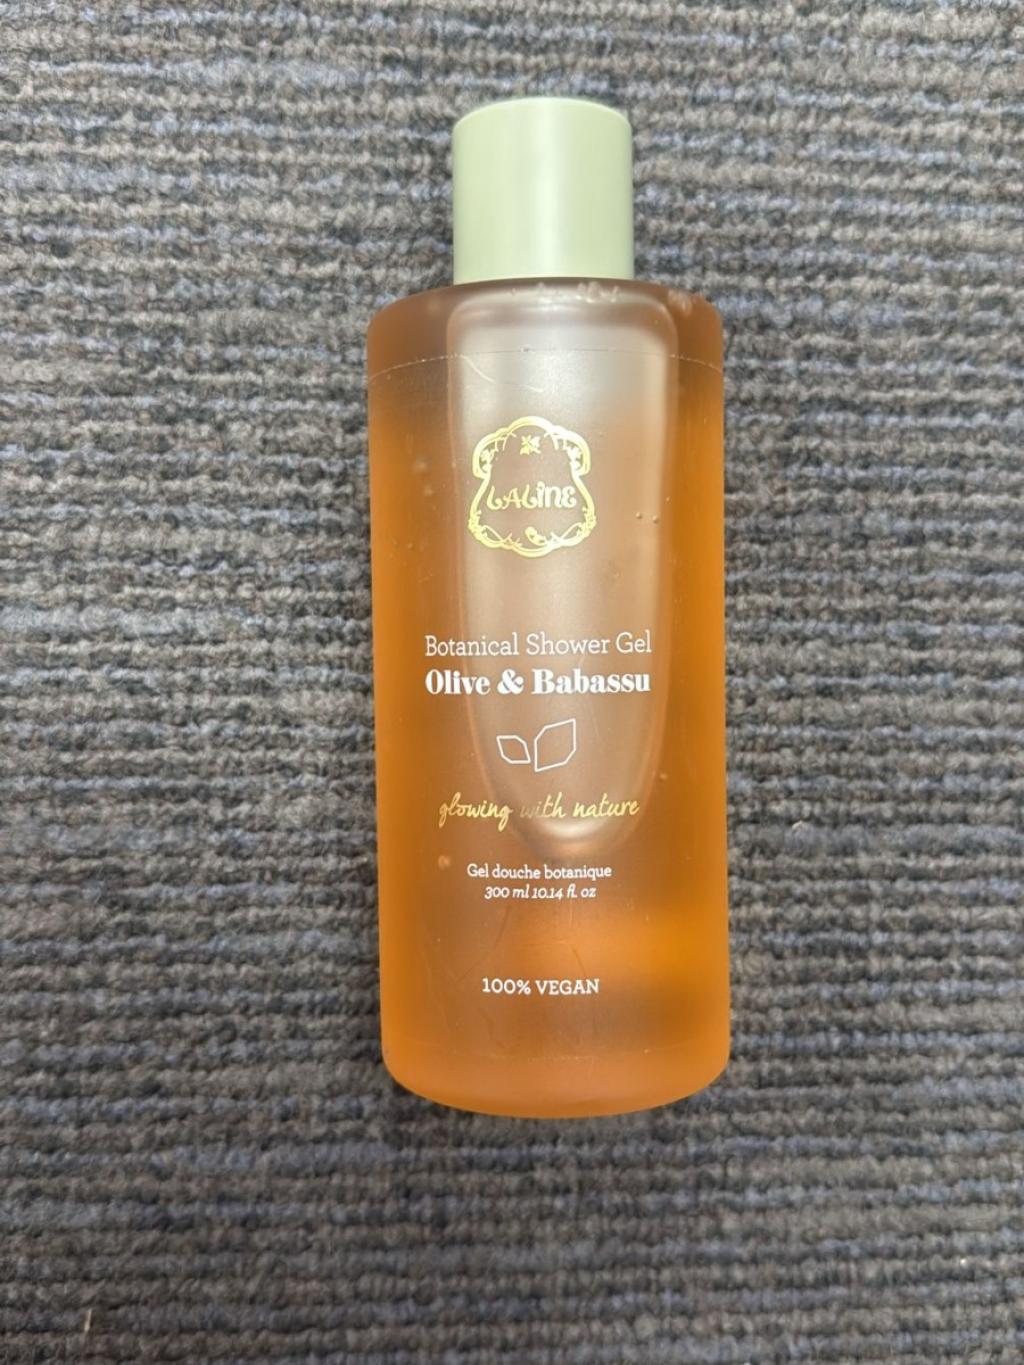 LALINE
Botanical Shower Gel
Olive & Babassu
glowing with nature
Gel douche botanique
300 ml 10.14 fl. oz
100% VEGAN